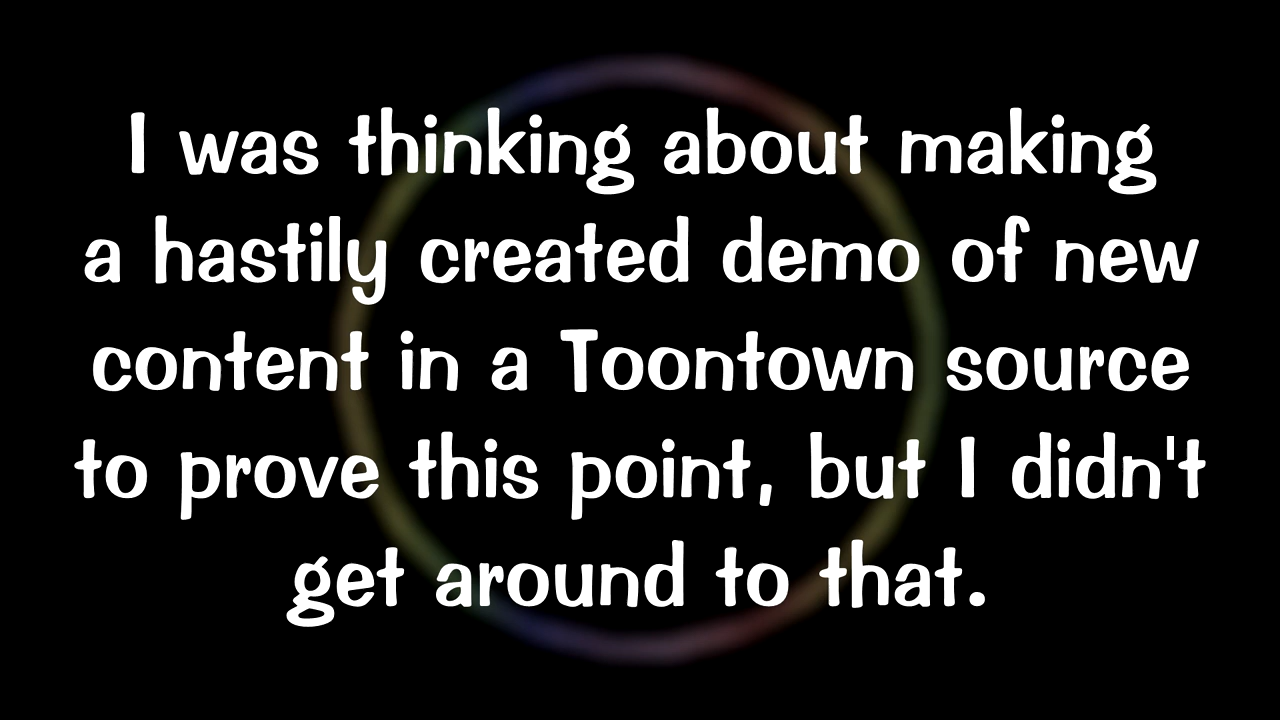 I was thinking about making
a hastily created demo of new
content in a Toontown source
to prove this point, but I didn't
get around to that.